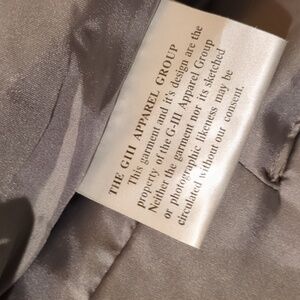 THE GIII APPAREL GROUP
This garment and it's design are the
property of the G-III Apparel Group
Neither the garment nor its sketched
or photographic likeness may be
circulated without our consent.